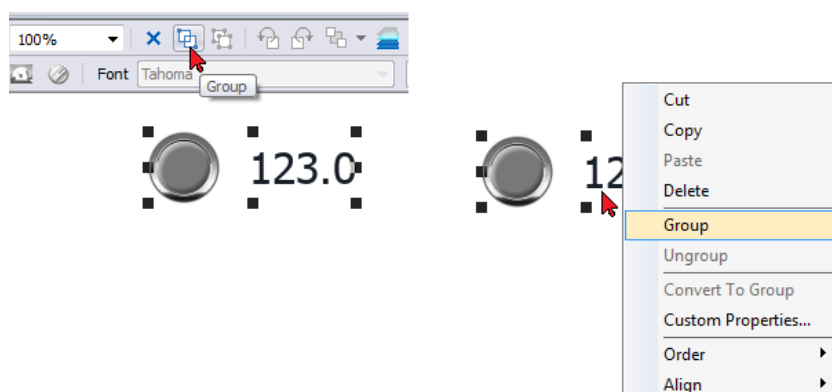 100%
Font Tahoma
Group
123.0
12
Cut
Copy
Paste
Delete
Group
Ungroup
Convert To Group
Custom Properties...
Order
Align